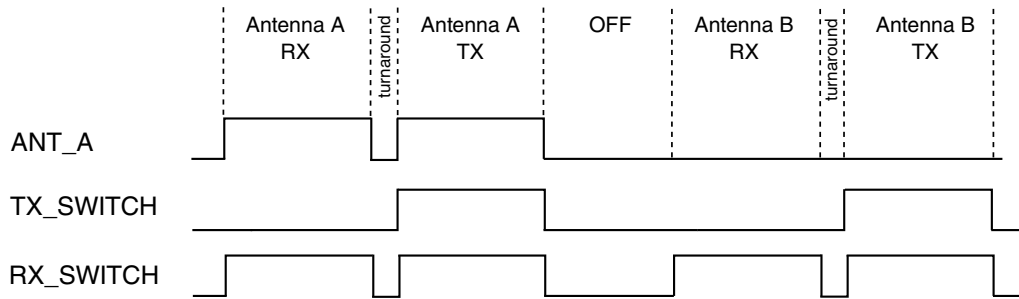 Antenna A
RX
turnaround
Antenna A
TX
OFF
Antenna B
RX
turnaround
Antenna B
TX
ANT_A
TX_SWITCH
RX_SWITCH